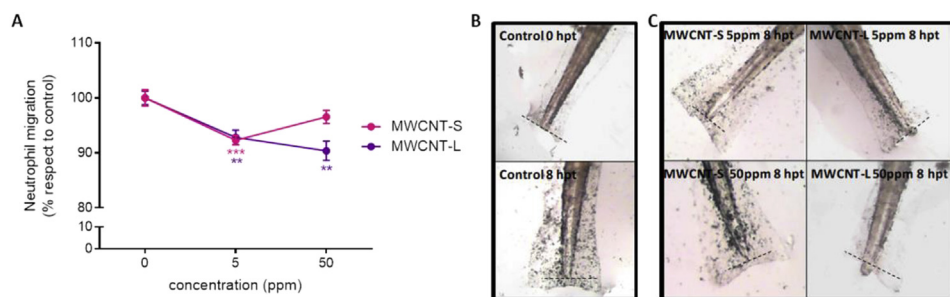 A
Neutrophil migration
(% respect to control)
110
100
90
80
10
0
***
**
**
0
5
50
concentration (ppm)
MWCNT-S
MWCNT-L
B
Control 0 hpt
Control 8 hpt
C
MWCNT-S 5ppm 8 hpt
MWCNT-L 5ppm 8 hpt
MWCNT-S 50ppm 8 hpt
MWCNT-L 50ppm 8 hpt